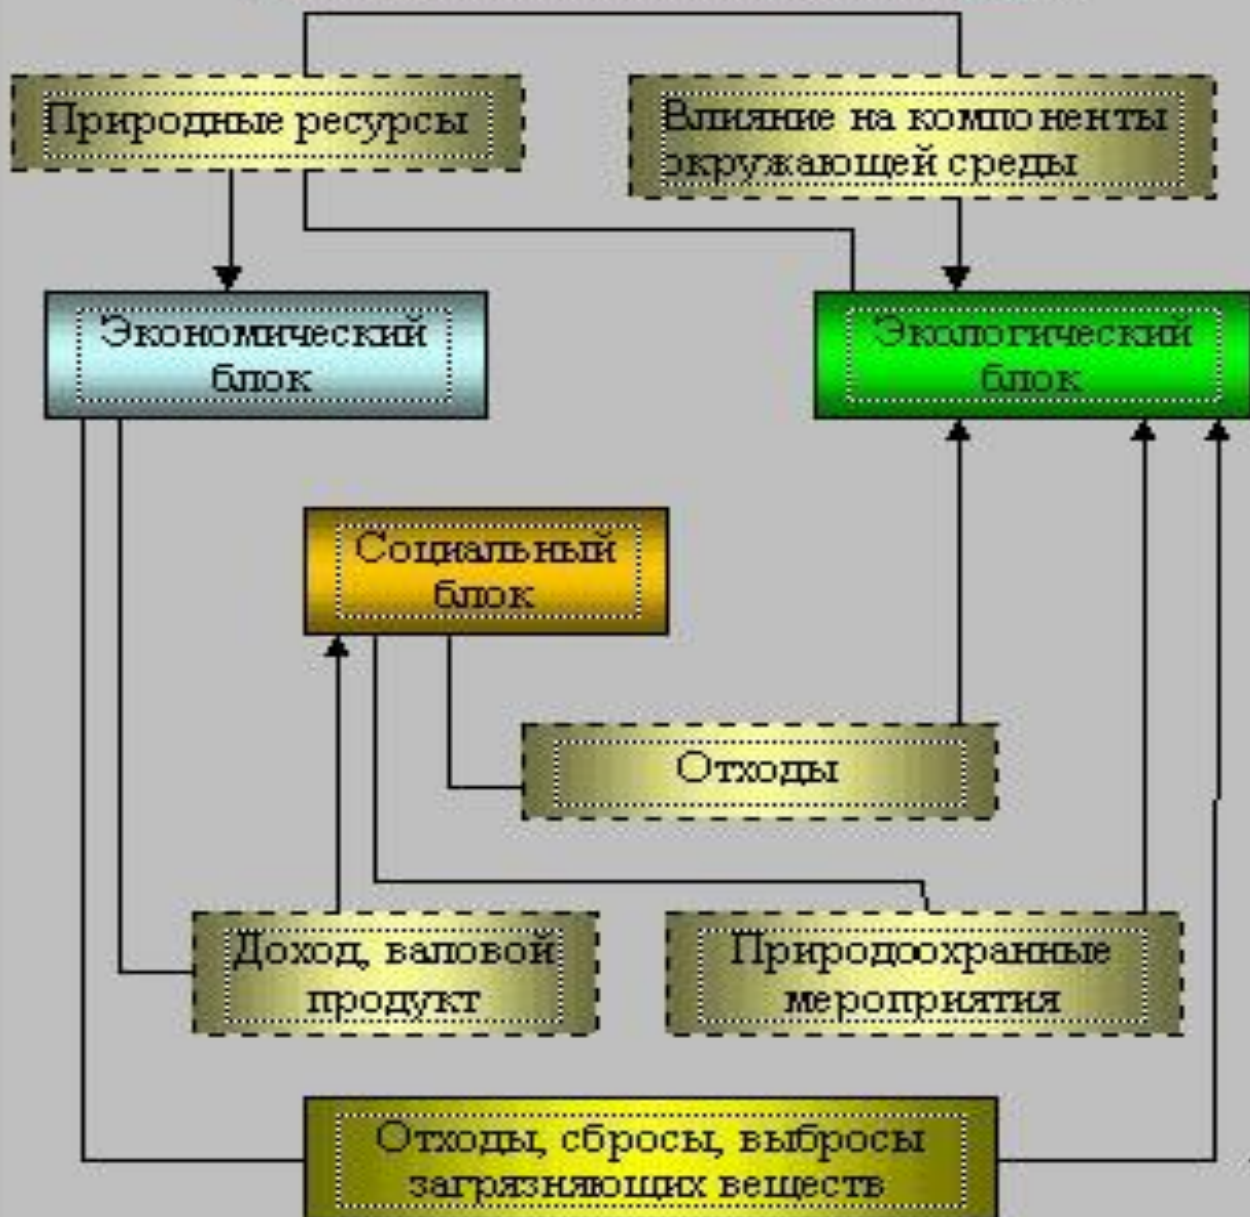 Природные ресурсы
Влияние на компоненты
окружающей среды
Экономический
блок
Экологический
блок
Социальный
блок
Отходы
Доход, валовой
продукт
Природоохранные
мероприятия
Отходы, сбросы, выбросы
загрязняющих веществ